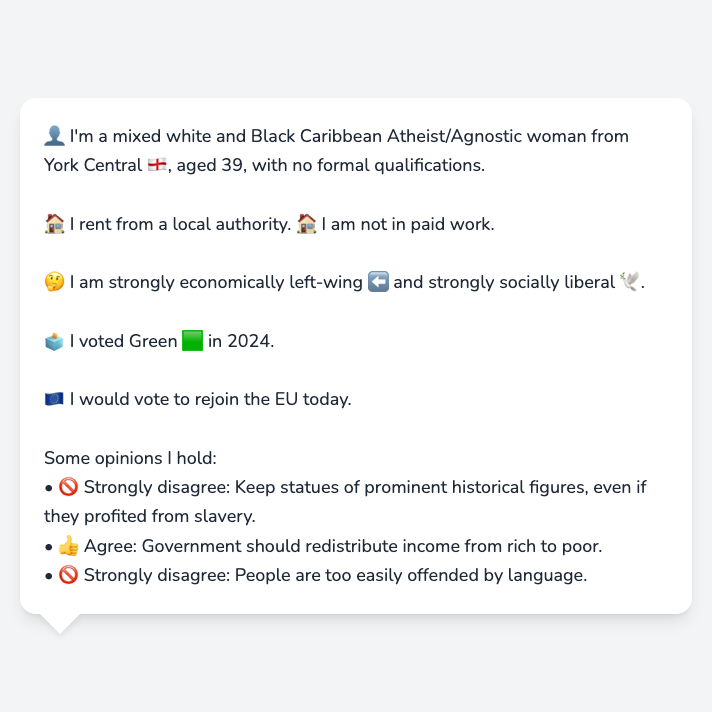 👤 I'm a mixed white and Black Caribbean Atheist/Agnostic woman from
York Central 🏴󠁧󠁢󠁥󠁮󠁧󠁿, aged 39, with no formal qualifications.
🏠 I rent from a local authority. 🏠 I am not in paid work.
🤔 I am strongly economically left-wing ⬅️ and strongly socially liberal 🕊️.
🗳️ I voted Green 🟩 in 2024.
🇪🇺 I would vote to rejoin the EU today.
Some opinions I hold:
• 🚫 Strongly disagree: Keep statues of prominent historical figures, even if
they profited from slavery.
• 👍 Agree: Government should redistribute income from rich to poor.
• 🚫 Strongly disagree: People are too easily offended by language.